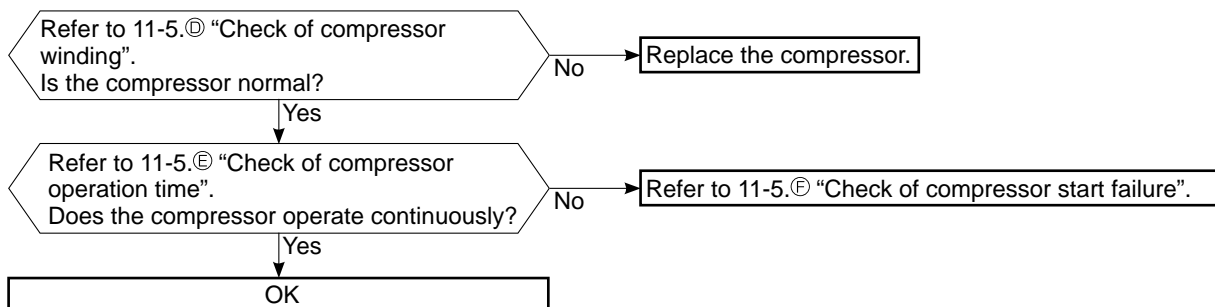 Refer to 11-5.Ⓓ “Check of compressor
winding”.
Is the compressor normal?
No
Replace the compressor.
Yes
Refer to 11-5.Ⓔ “Check of compressor
operation time”.
Does the compressor operate continuously?
No
Refer to 11-5.Ⓕ “Check of compressor start failure”.
Yes
OK